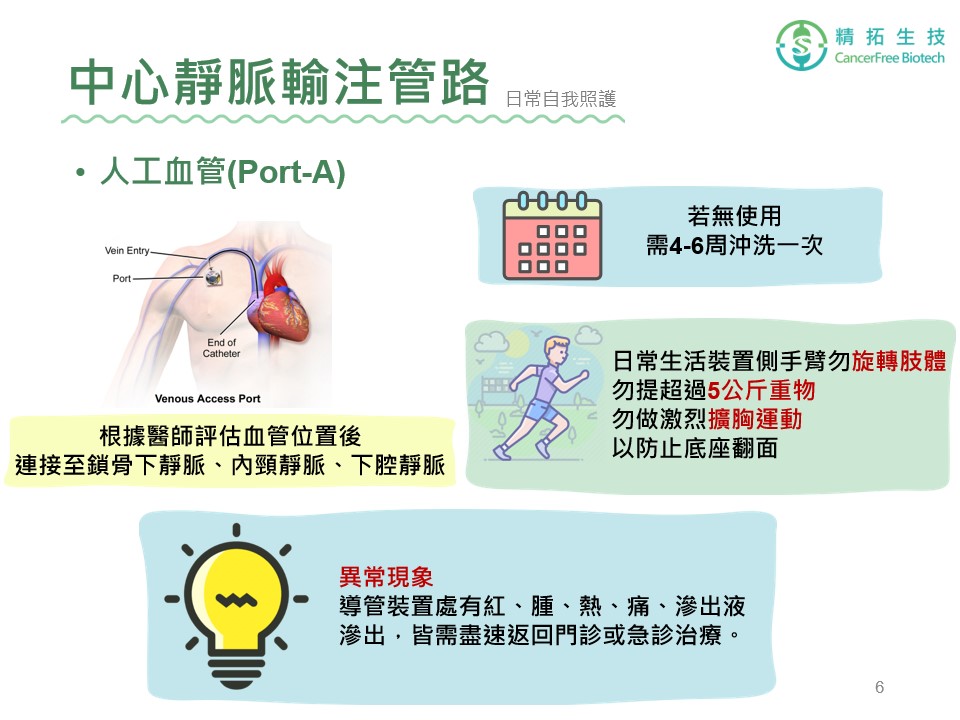 精拓生技
CancerFree Biotech
中心靜脈輸注管路 日常自我照護
• 人工血管(Port-A)
Vein Entry
Port
End of
Catheter
Venous Access Port
若無使用
需4-6周沖洗一次
根據醫師評估血管位置後
連接至鎖骨下靜脈、內頸靜脈、下腔靜脈
日常生活裝置側手臂勿旋轉肢體
勿提超過5公斤重物
勿做激烈擴胸運動
以防止底座翻面
異常現象
導管裝置處有紅、腫、熱、痛、滲出液
滲出，皆需盡速返回門診或急診治療。
6